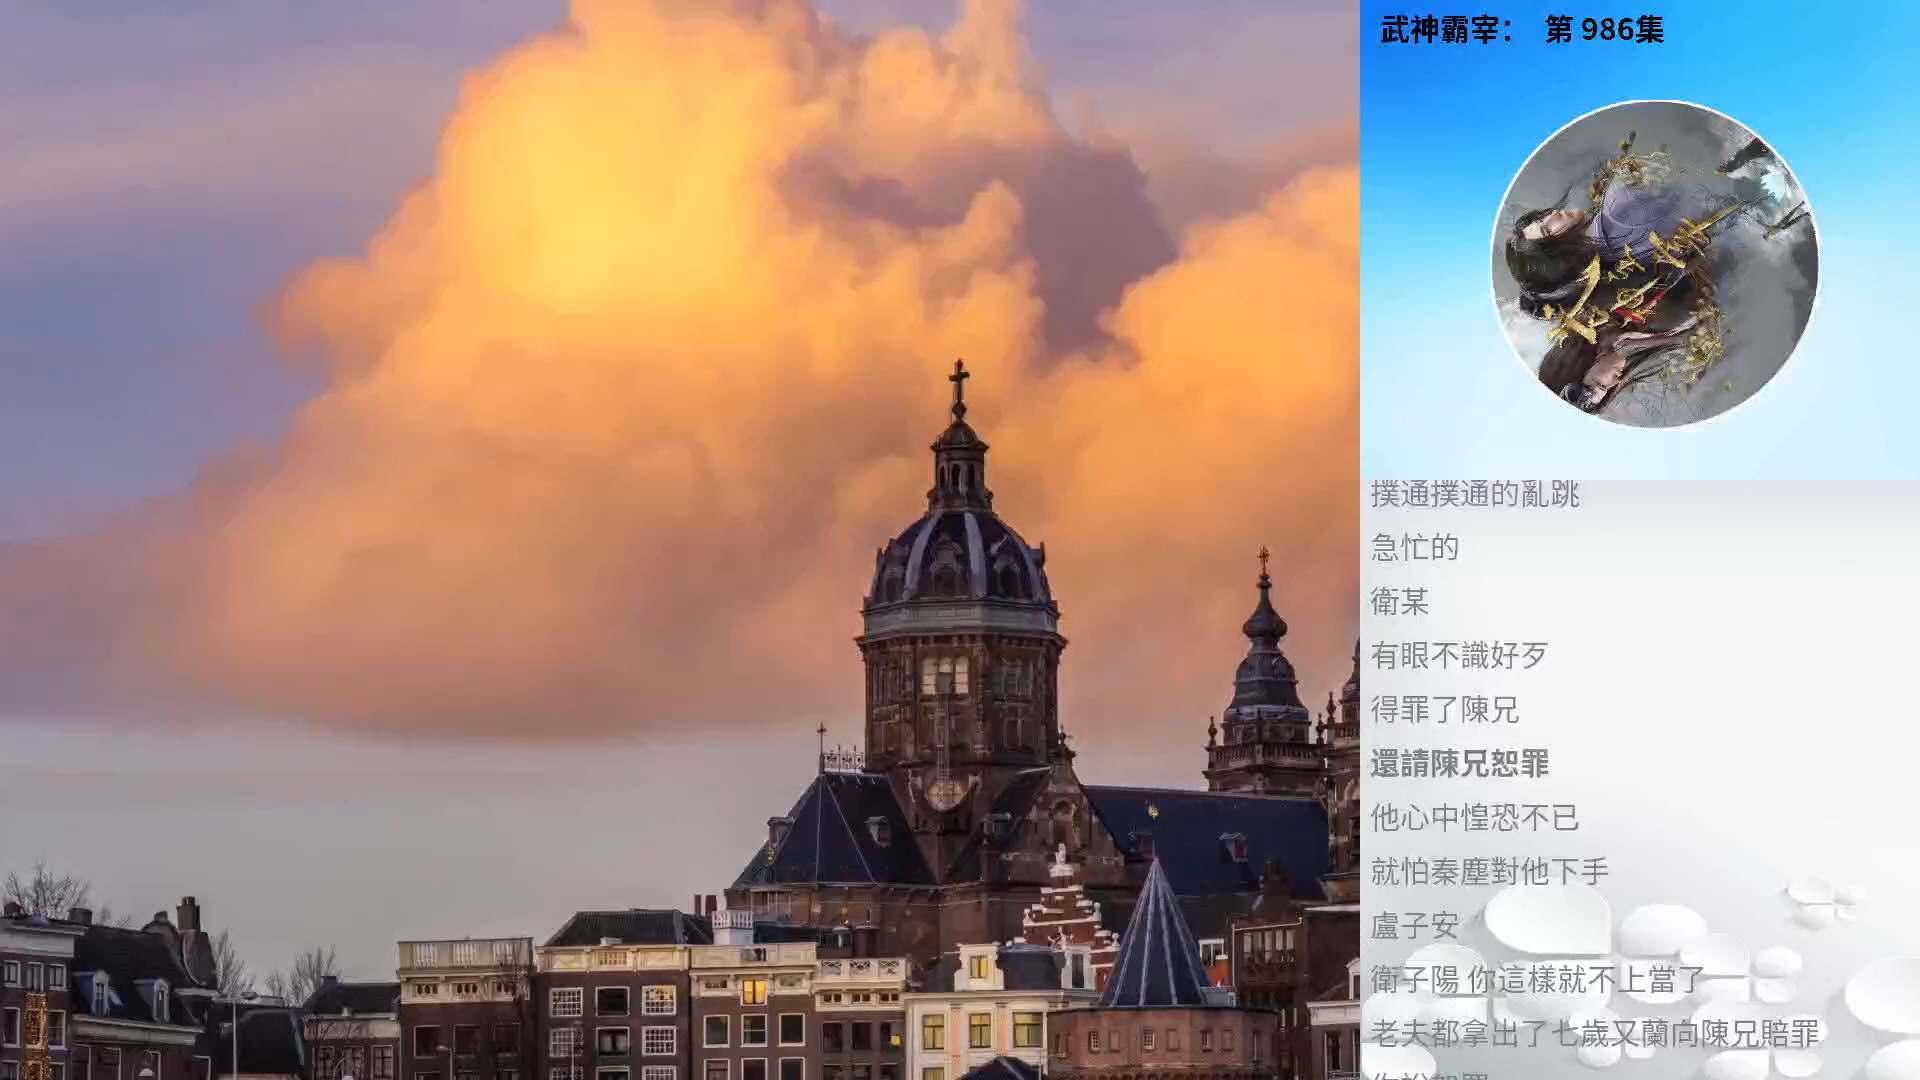 武神霸宰： 第 986集
撲通撲通的亂跳
急忙的
衛某
有眼不識好歹
得罪了陳兄
還請陳兄恕罪
他心中惶恐不已
就怕秦塵對他下手
盧子安
衛子陽 你這樣就不上當了
老夫都拿出了七歲又蘭向陳兄賠罪